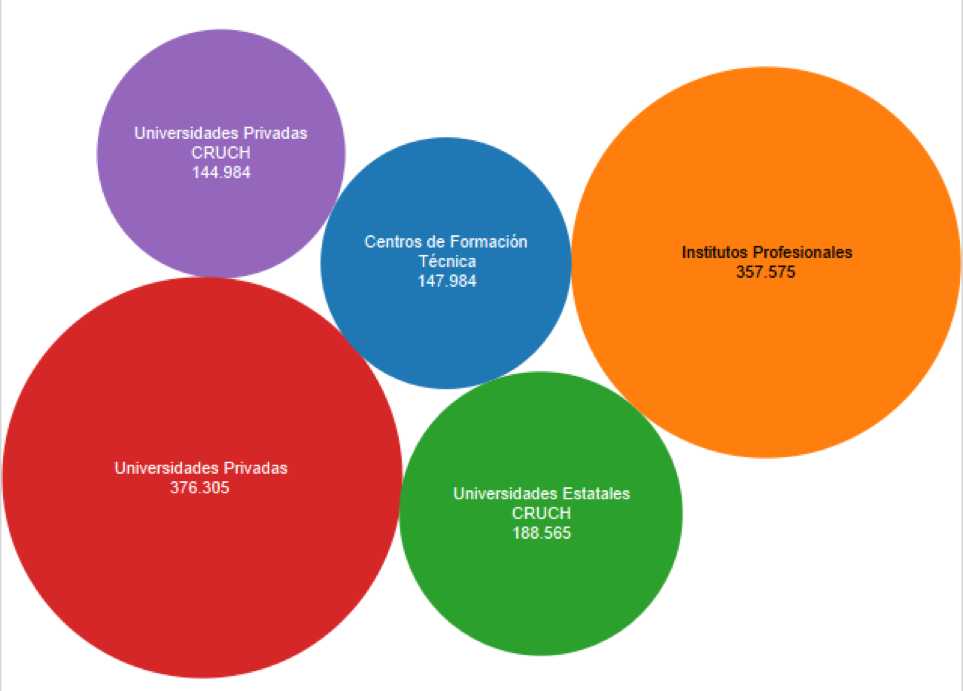 Universidades Privadas
CRUCH
144.984
Centros de Formación
Técnica
147.984
Institutos Profesionales
357.575
Universidades Privadas
376.305
Universidades Estatales
CRUCH
188.565